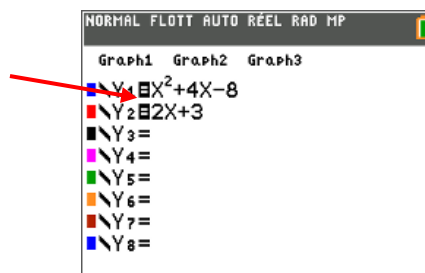 NORMAL FLOTT AUTO RÉEL RAD MP
Graph1 Graph2 Graph3
\Y1=X²+4X-8
\Y2=2X+3
\Y3=
\Y4=
\Y5=
\Y6=
\Y7=
\Y8=